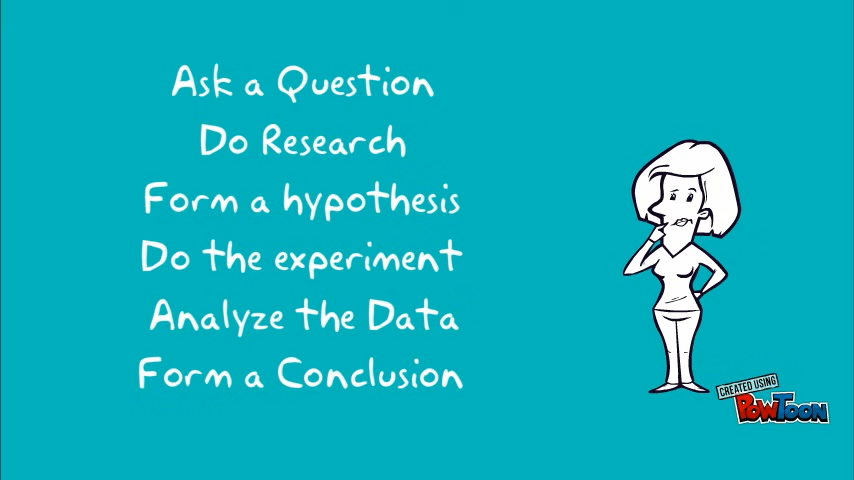 Ask a Question
Do Research
Form a hypothesis
Do the experiment
Analyze the Data
Form a Conclusion
CREATED USING
POWTOON